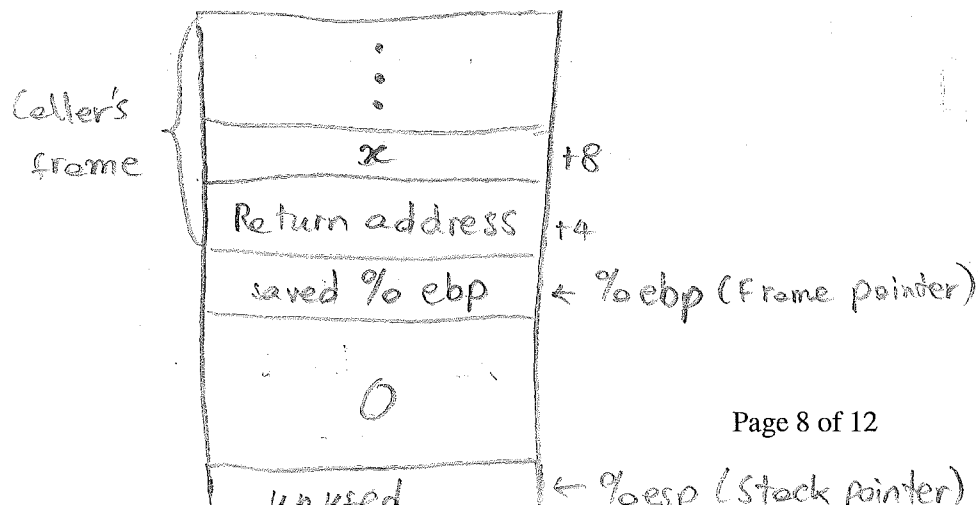 Caller's
frame
x
+8
Return address
+4
saved % ebp
← %ebp (Frame pointer)
0
Page 8 of 12
unused
← %esp (Stack pointer)